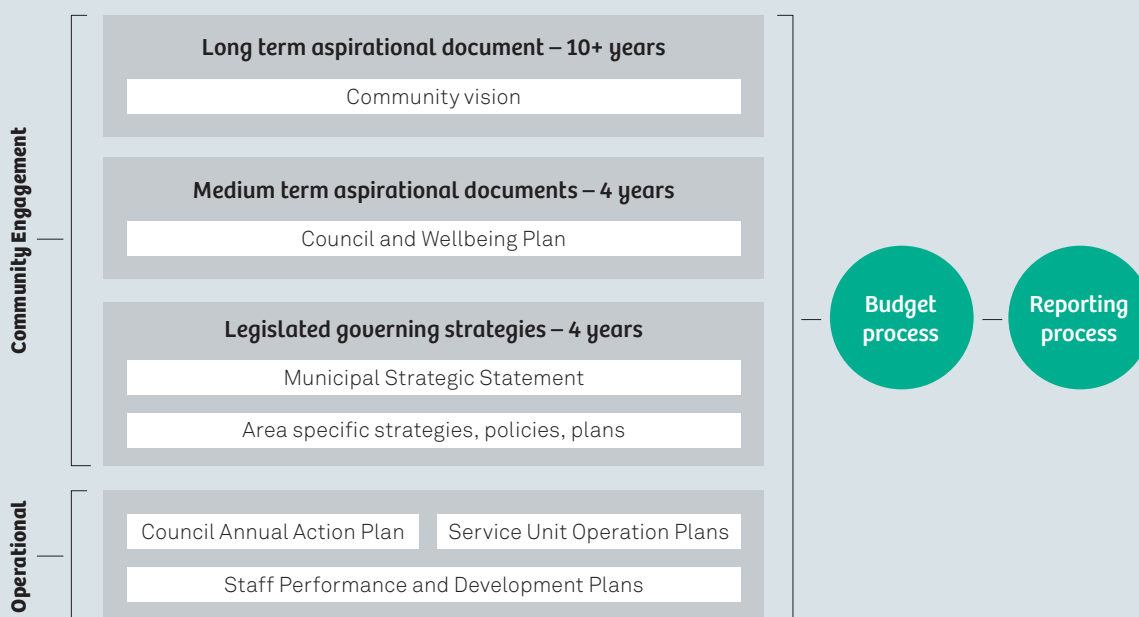 Community Engagement
Long term aspirational document – 10+ years
Community vision
Medium term aspirational documents – 4 years
Council and Wellbeing Plan
Legislated governing strategies – 4 years
Municipal Strategic Statement
Area specific strategies, policies, plans
Operational
Council Annual Action Plan
Service Unit Operation Plans
Staff Performance and Development Plans
Budget
process
Reporting
process